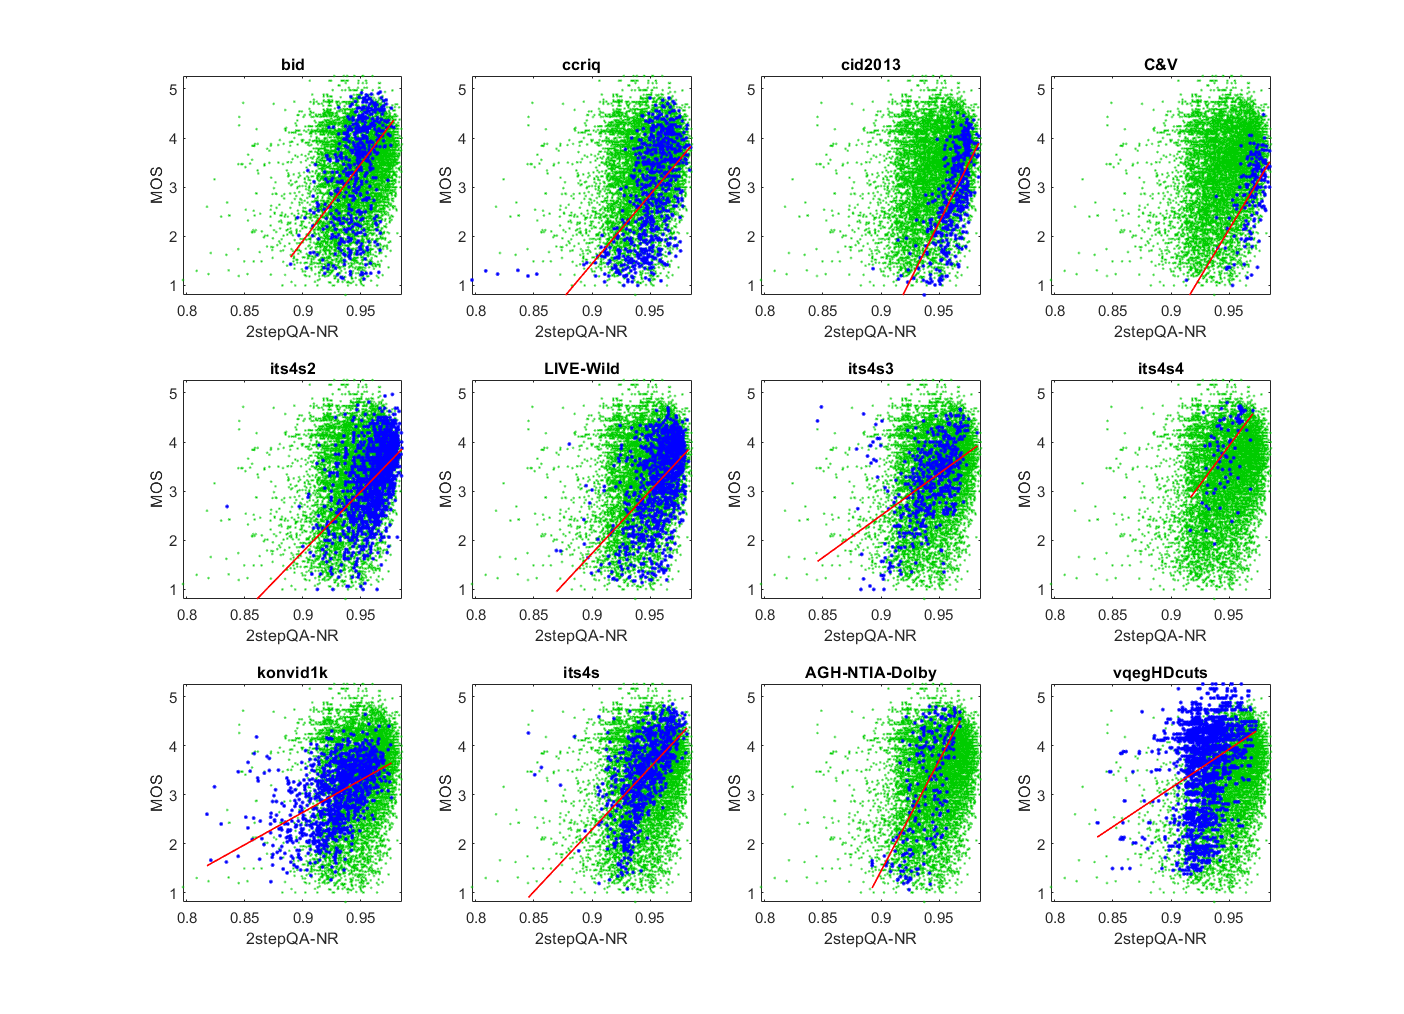 bid
ccriq
cid2013
C&V
5
4
3
2
1
MOS
0.8 0.85 0.9 0.95
2stepQA-NR
5
4
3
2
1
MOS
0.8 0.85 0.9 0.95
2stepQA-NR
5
4
3
2
1
MOS
0.8 0.85 0.9 0.95
2stepQA-NR
5
4
3
2
1
MOS
0.8 0.85 0.9 0.95
2stepQA-NR
its4s2
LIVE-Wild
its4s3
its4s4
5
4
3
2
1
MOS
0.8 0.85 0.9 0.95
2stepQA-NR
5
4
3
2
1
MOS
0.8 0.85 0.9 0.95
2stepQA-NR
5
4
3
2
1
MOS
0.8 0.85 0.9 0.95
2stepQA-NR
5
4
3
2
1
MOS
0.8 0.85 0.9 0.95
2stepQA-NR
konvid1k
its4s
AGH-NTIA-Dolby
vqegHDcuts
5
4
3
2
1
MOS
0.8 0.85 0.9 0.95
2stepQA-NR
5
4
3
2
1
MOS
0.8 0.85 0.9 0.95
2stepQA-NR
5
4
3
2
1
MOS
0.8 0.85 0.9 0.95
2stepQA-NR
5
4
3
2
1
MOS
0.8 0.85 0.9 0.95
2stepQA-NR